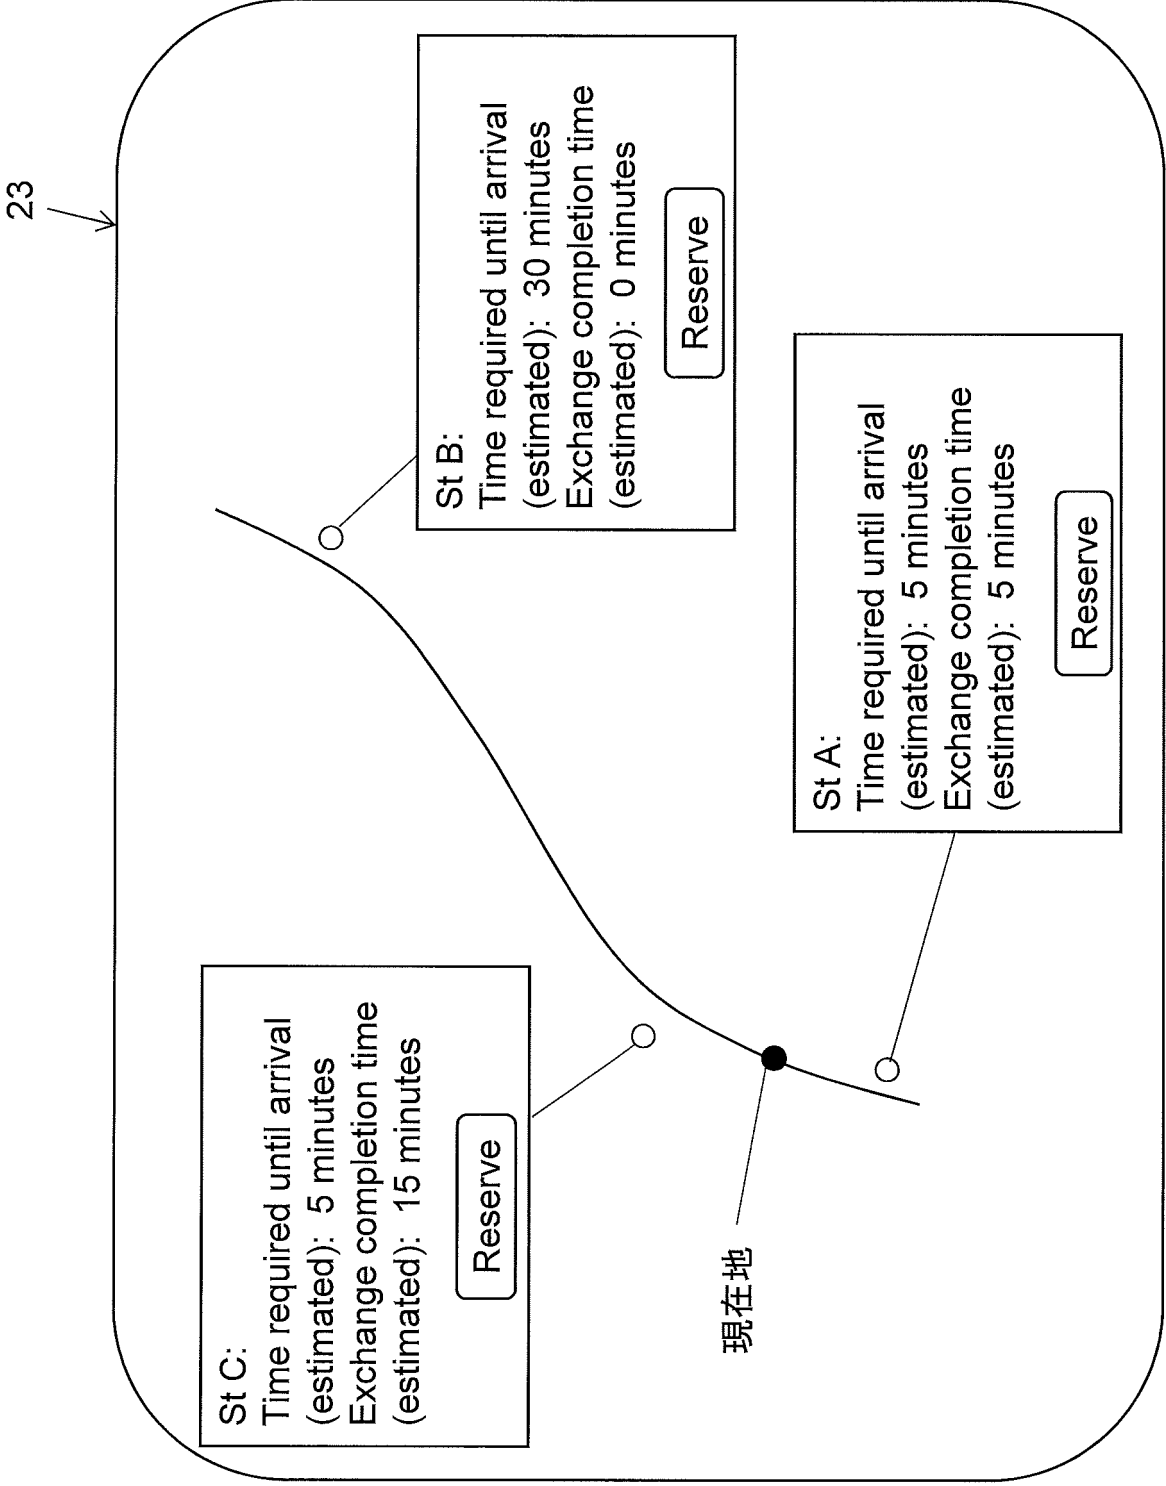 23
St C:
Time required until arrival
(estimated): 5 minutes
Exchange completion time
(estimated): 15 minutes
Reserve
St B:
Time required until arrival
(estimated): 30 minutes
Exchange completion time
(estimated): 0 minutes
Reserve
現在地
St A:
Time required until arrival
(estimated): 5 minutes
Exchange completion time
(estimated): 5 minutes
Reserve